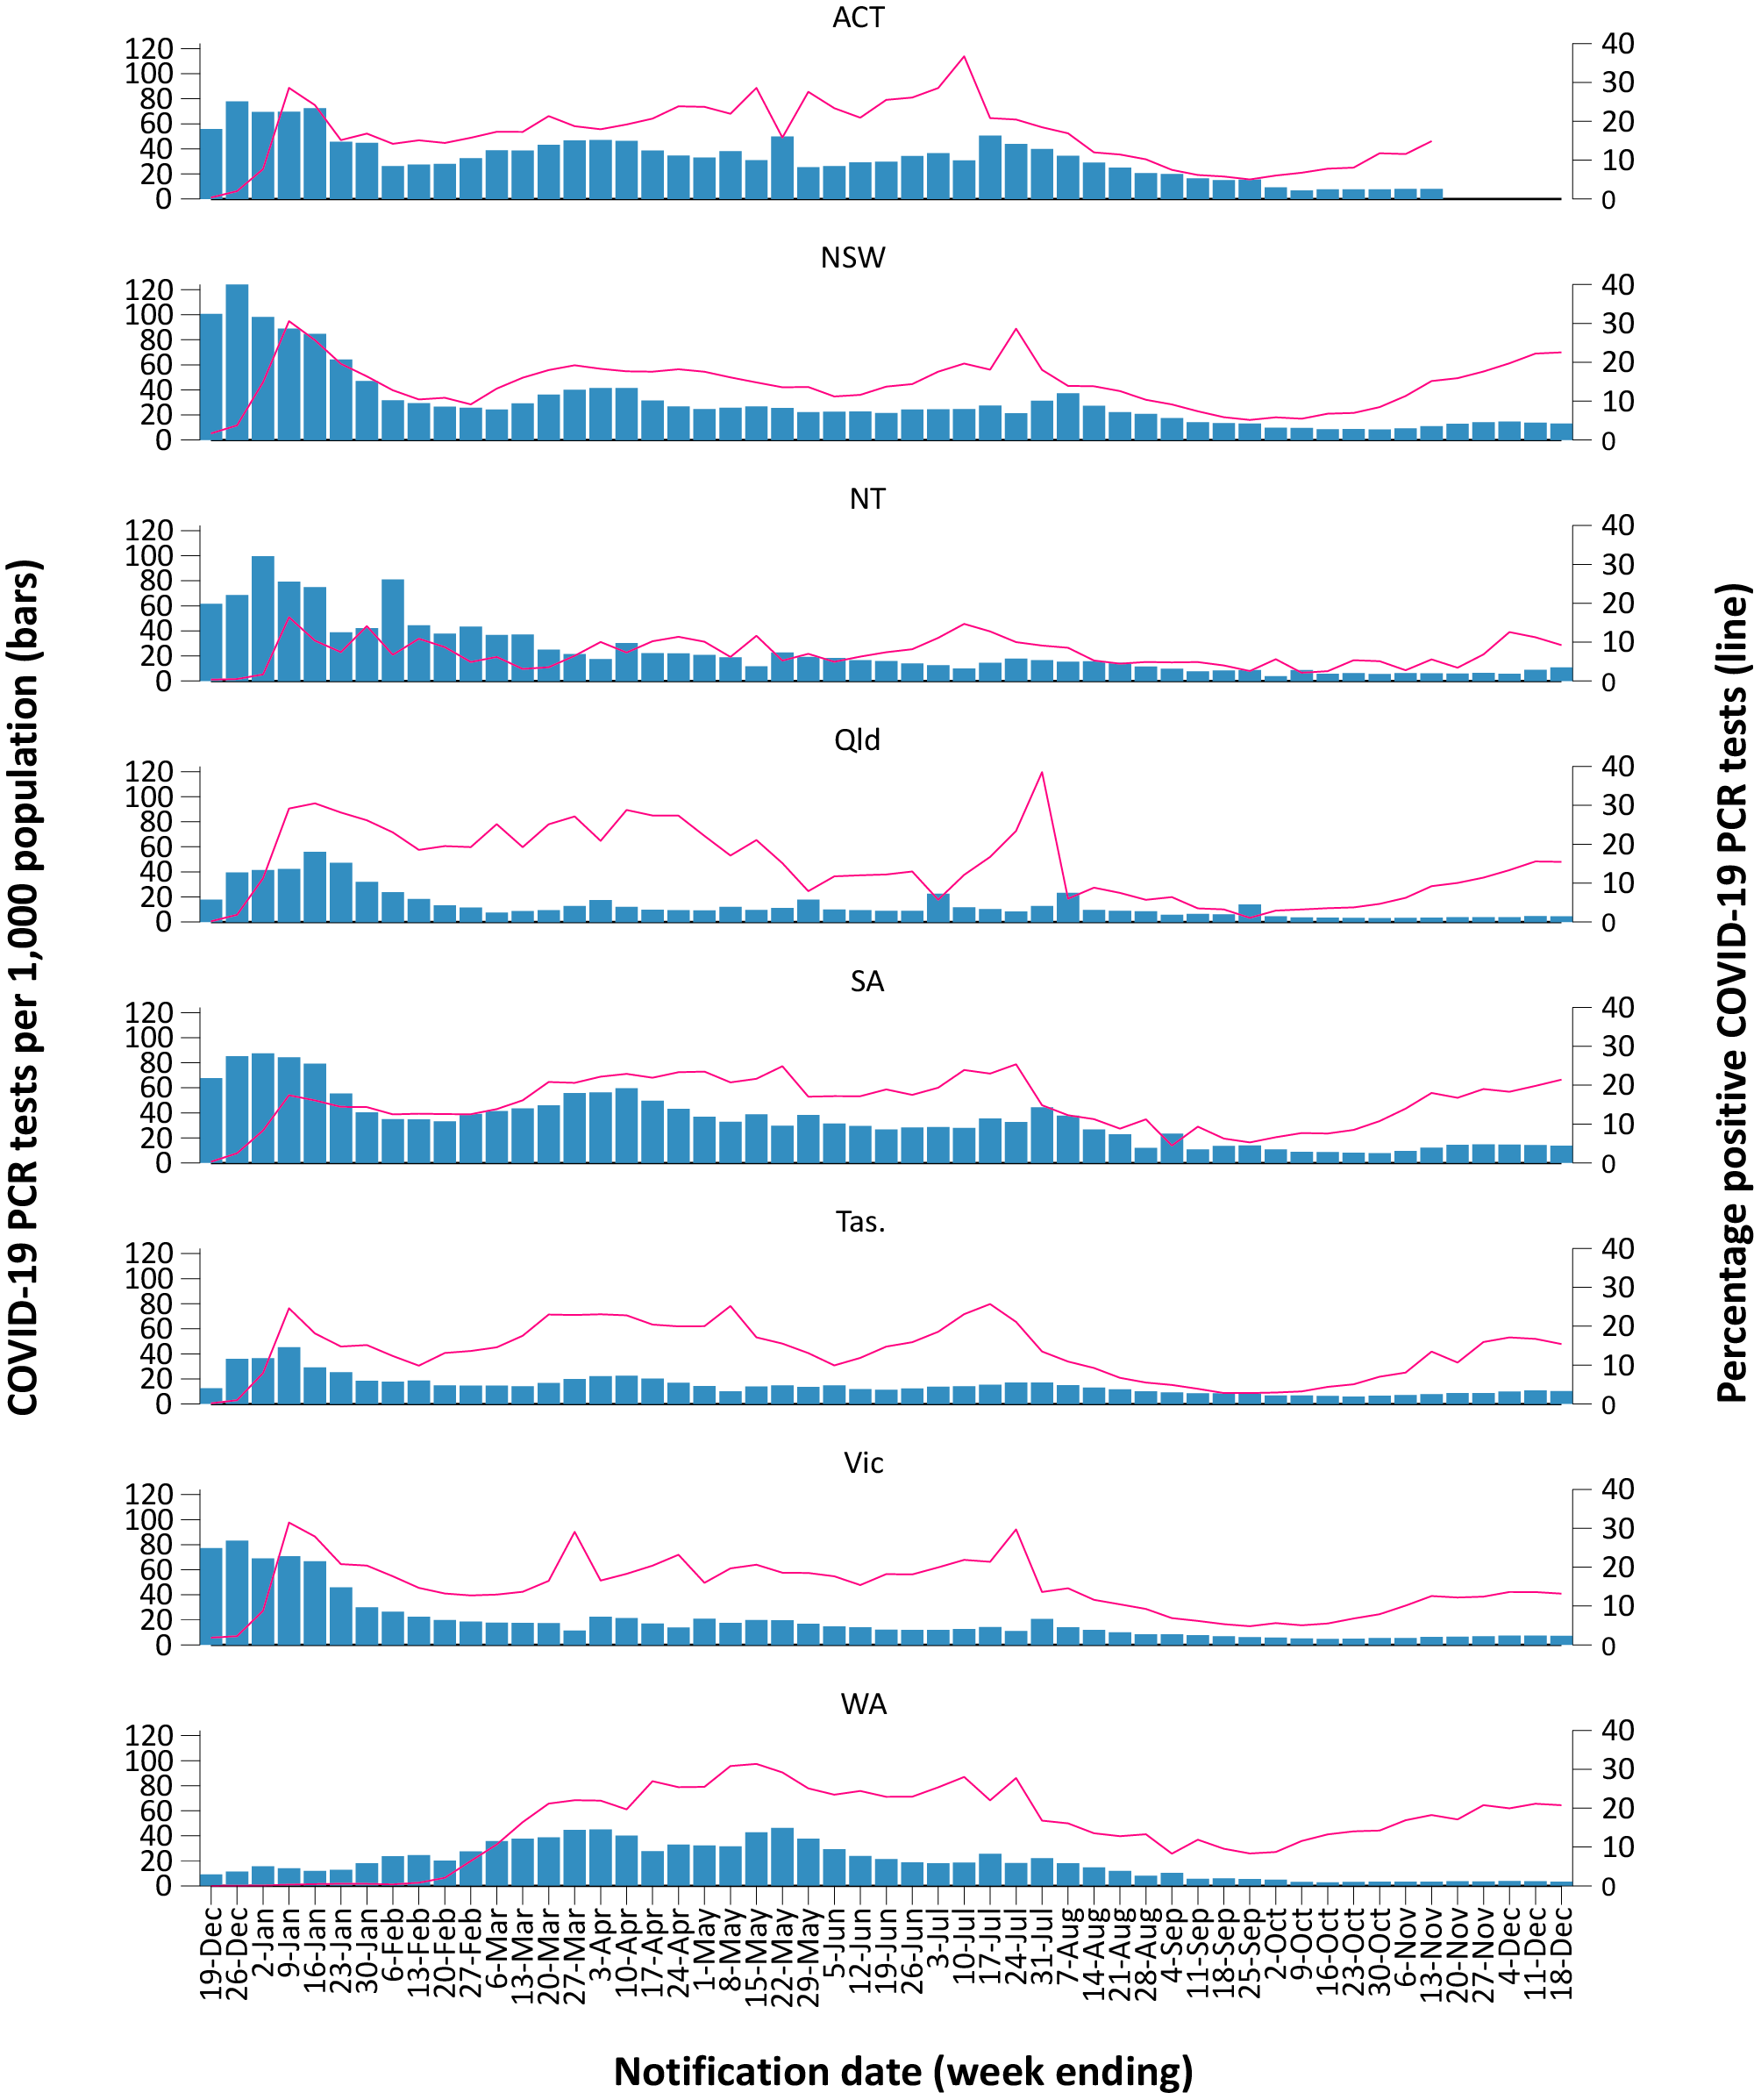 COVID-19 PCR tests per 1,000 population (bars)
Percentage positive COVID-19 PCR tests (line)
ACT
120
100
80
60
40
20
0
40
30
20
10
0
NSW
120
100
80
60
40
20
0
40
30
20
10
0
NT
120
100
80
60
40
20
0
40
30
20
10
0
Qld
120
100
80
60
40
20
0
40
30
20
10
0
SA
120
100
80
60
40
20
0
40
30
20
10
0
Tas.
120
100
80
60
40
20
0
40
30
20
10
0
Vic
120
100
80
60
40
20
0
40
30
20
10
0
WA
120
100
80
60
40
20
0
40
30
20
10
0
19-Dec
26-Dec
2-Jan
9-Jan
16-Jan
23-Jan
30-Jan
6-Feb
13-Feb
20-Feb
27-Feb
6-Mar
13-Mar
20-Mar
27-Mar
3-Apr
10-Apr
17-Apr
24-Apr
1-May
8-May
15-May
22-May
29-May
5-Jun
12-Jun
19-Jun
26-Jun
3-Jul
10-Jul
17-Jul
24-Jul
31-Jul
7-Aug
14-Aug
21-Aug
28-Aug
4-Sep
11-Sep
18-Sep
25-Sep
2-Oct
9-Oct
16-Oct
23-Oct
30-Oct
6-Nov
13-Nov
20-Nov
27-Nov
4-Dec
11-Dec
18-Dec
Notification date (week ending)